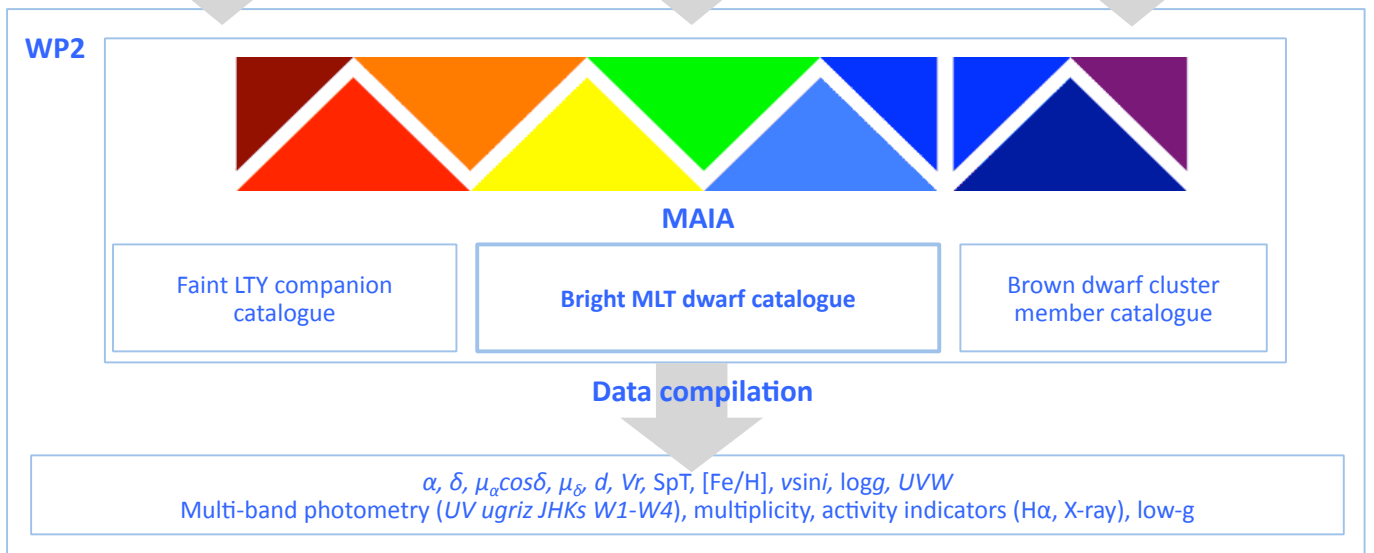 WP2
MAIA
Faint LTY companion
catalogue
Bright MLT dwarf catalogue
Brown dwarf cluster
member catalogue
Data compilation
α, δ, μαcosδ, μδ, d, Vr, SpT, [Fe/H], vsini, logg, UVW
Multi-band photometry (UV ugriz JHKs W1-W4), multiplicity, activity indicators (Hα, X-ray), low-g